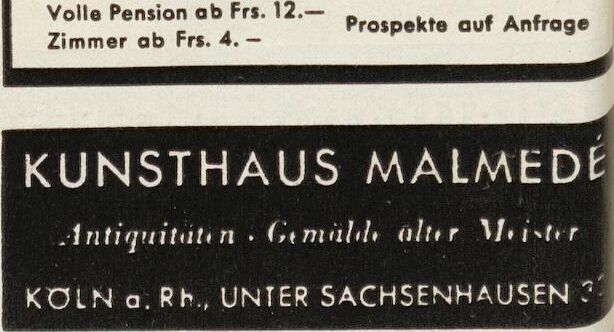 Volle Pension ab Frs. 12.—
Zimmer ab Frs. 4. —
Prospekte auf Anfrage
KUNSTHAUS MALMEDÉ
Antiquitäten · Gemälde alter Meister
KÖLN a. Rh., UNTER SACHSENHAUSEN